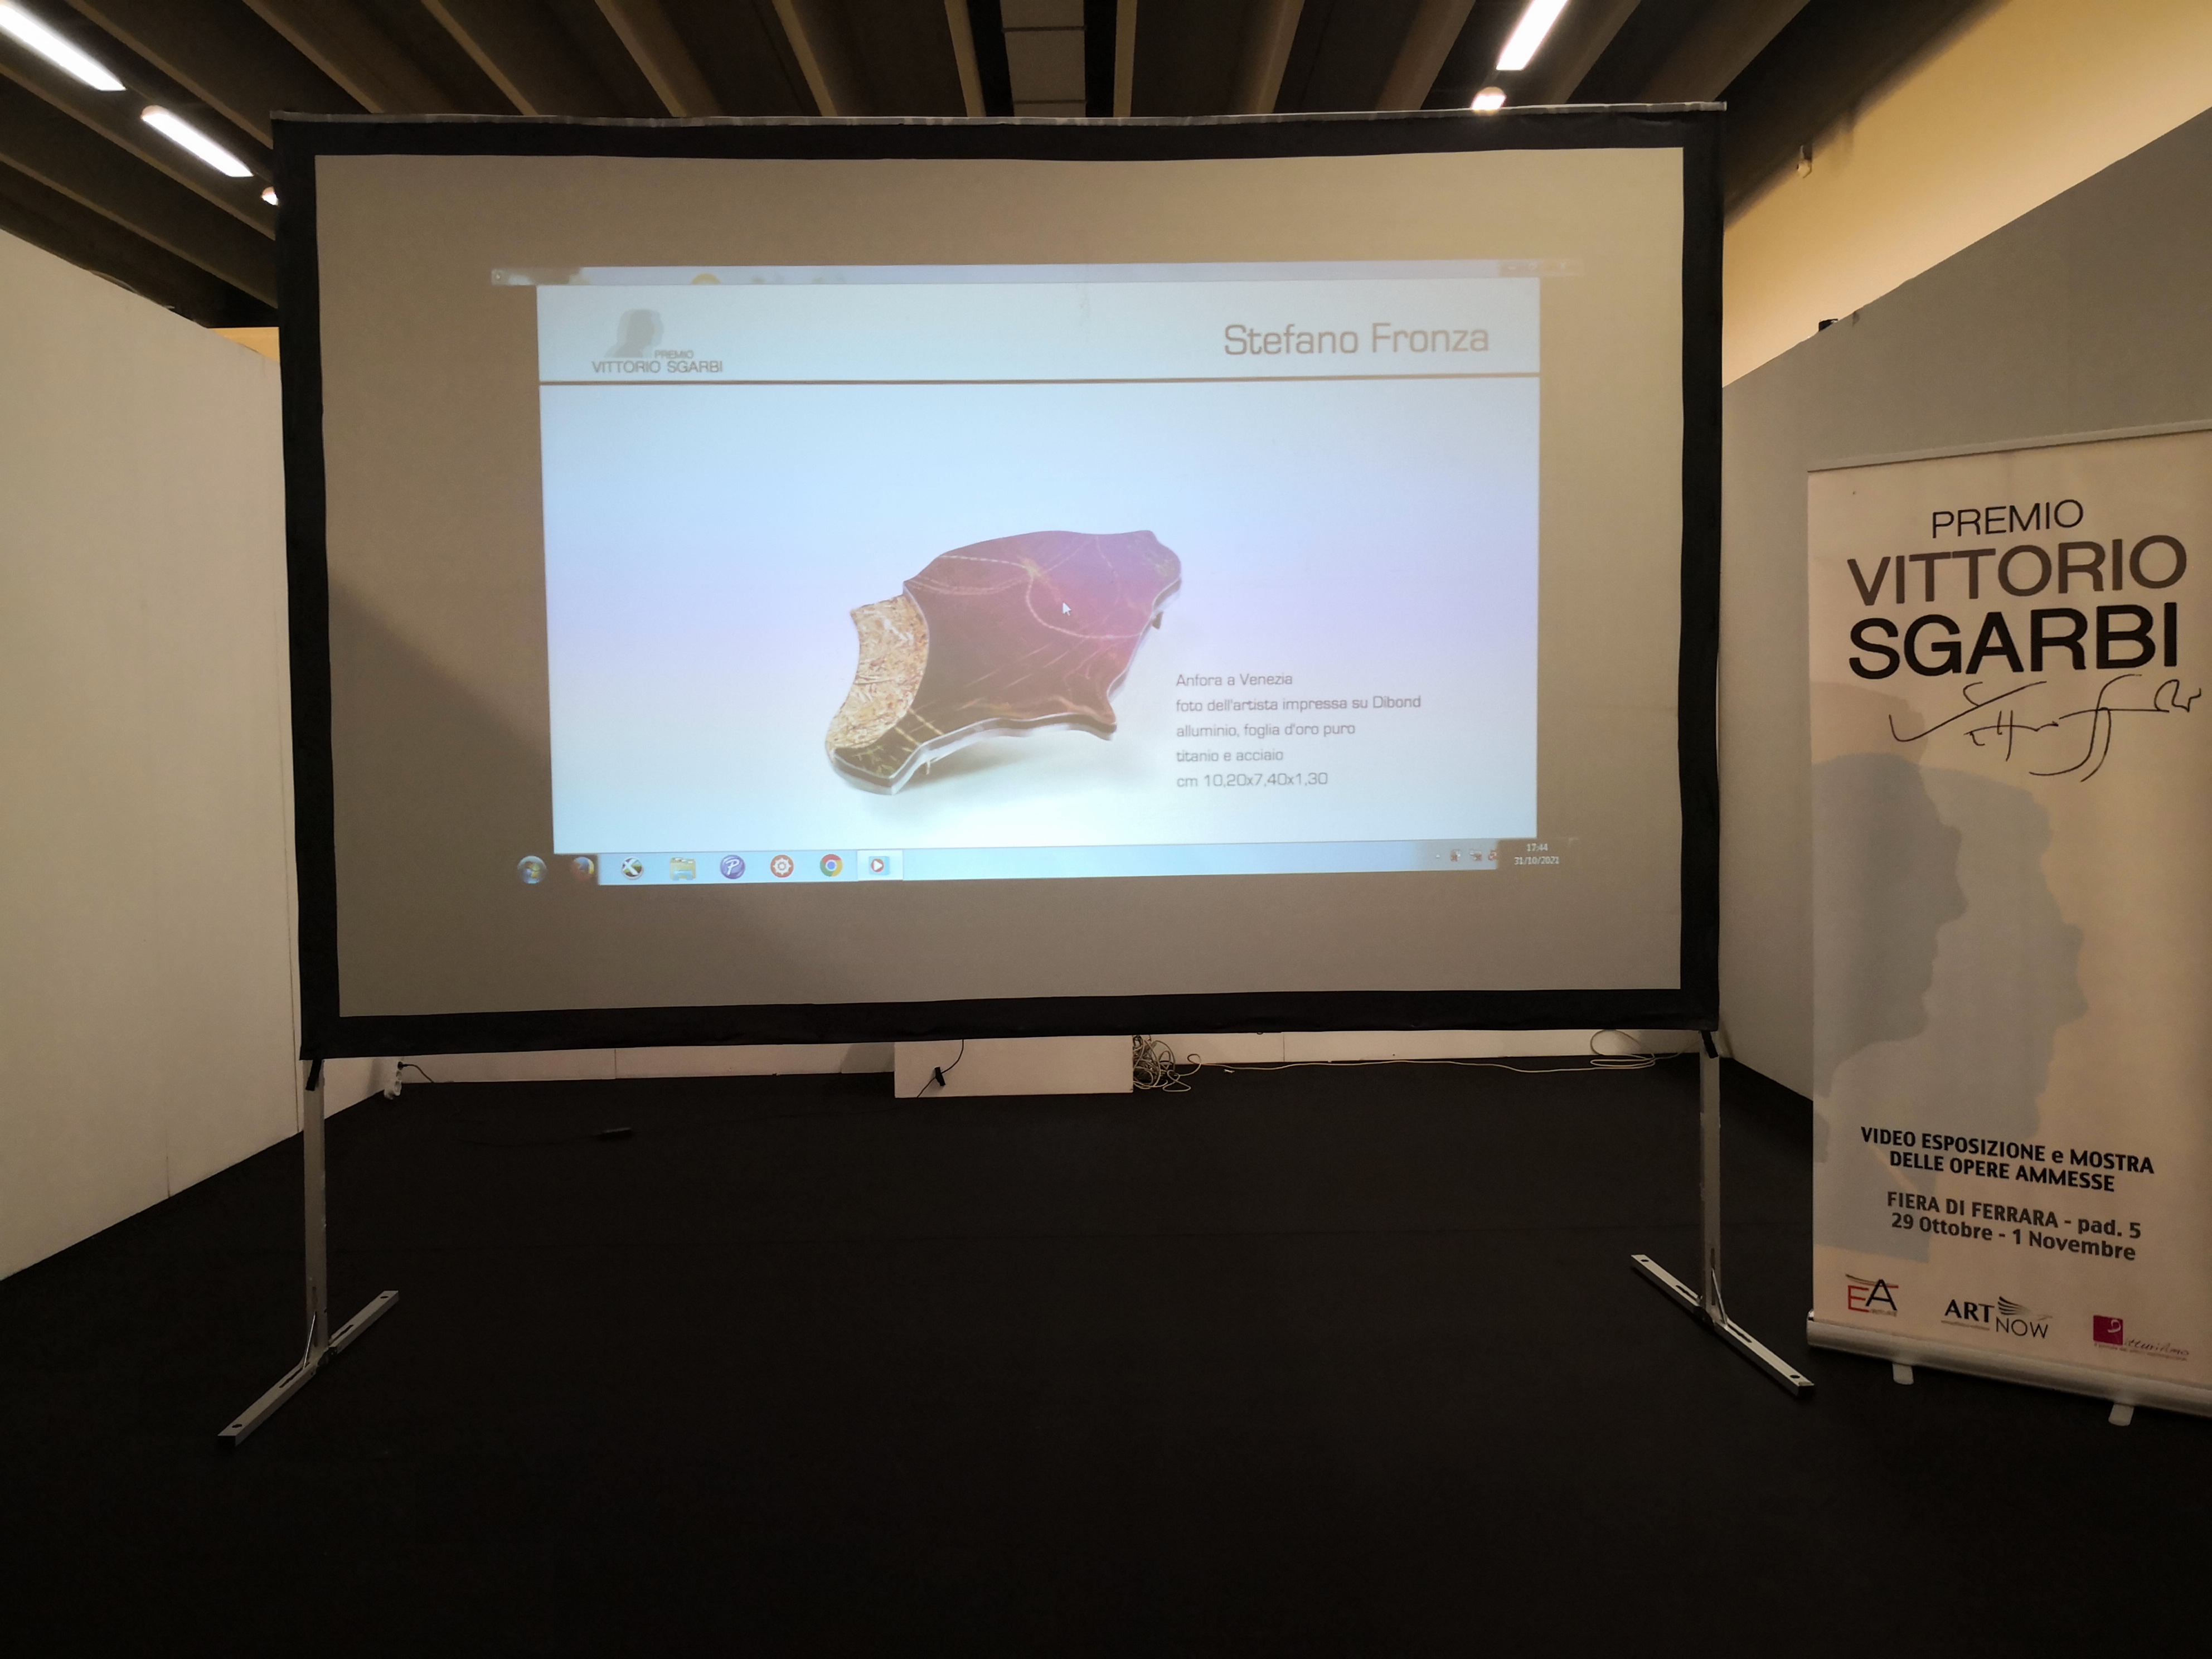 PREMIO
VITTORIO SGARBI
Stefano Fronza
Anfora a Venezia
foto dell'artista impressa su Dibond
alluminio, foglia d'oro puro
titanio e acciaio
cm 10,20x7,40x1,30
17:44
31/10/2021
PREMIO
VITTORIO
SGARBI
VIDEO ESPOSIZIONE e MOSTRA
DELLE OPERE AMMESSE
FIERA DI FERRARA - pad. 5
29 Ottobre - 1 Novembre
EA
ART
NOW